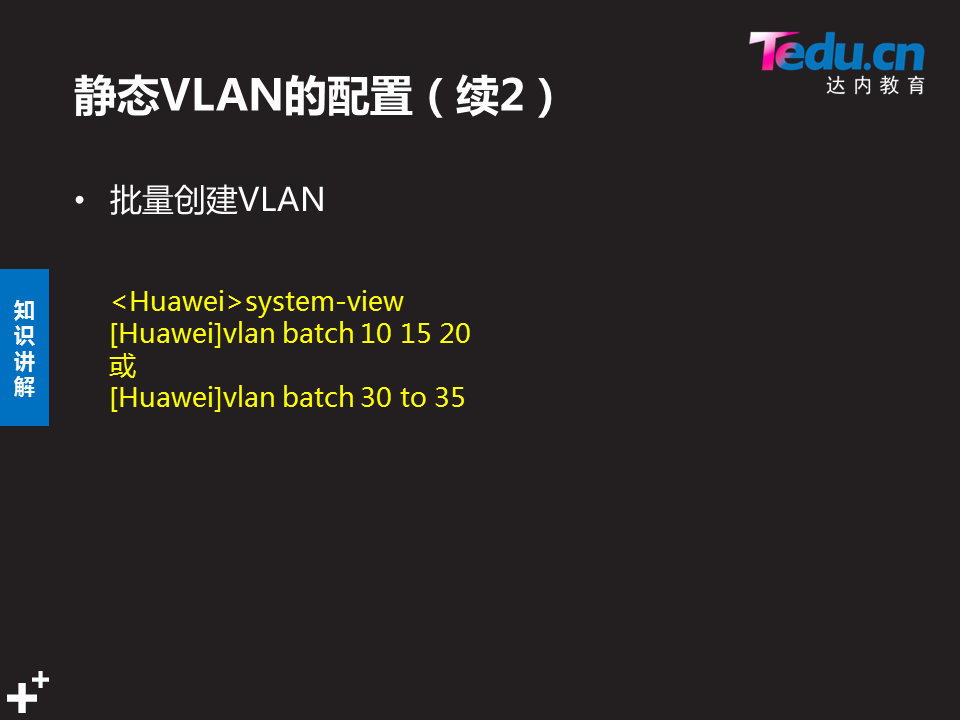 Tedu.cn
达内教育
静态VLAN的配置（续2）
• 批量创建VLAN
知识讲解
<Huawei>system-view
[Huawei]vlan batch 10 15 20
或
[Huawei]vlan batch 30 to 35